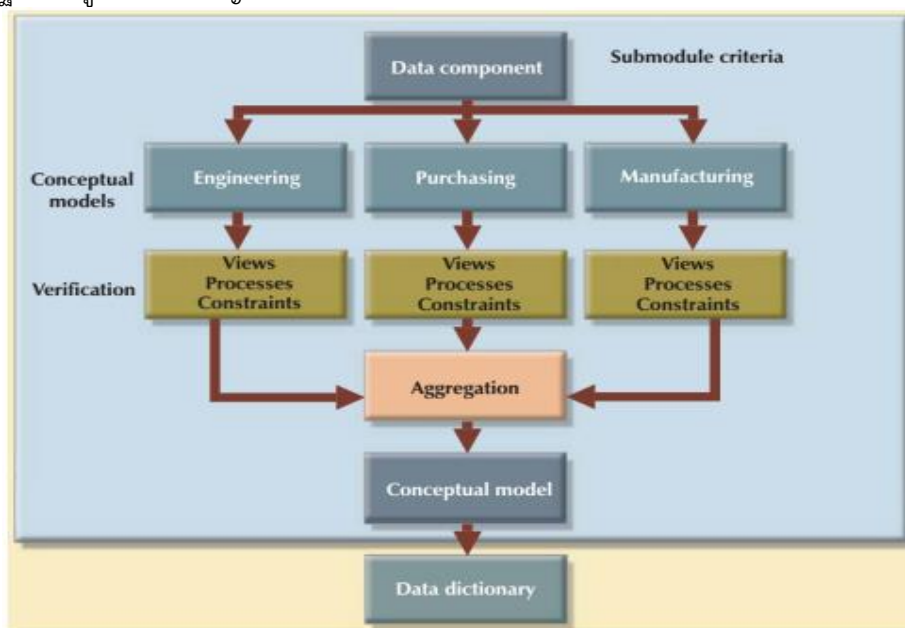 Data component
Submodule criteria
Conceptual
models
Engineering
Purchasing
Manufacturing
Verification
Views
Processes
Constraints
Views
Processes
Constraints
Views
Processes
Constraints
Aggregation
Conceptual model
Data dictionary